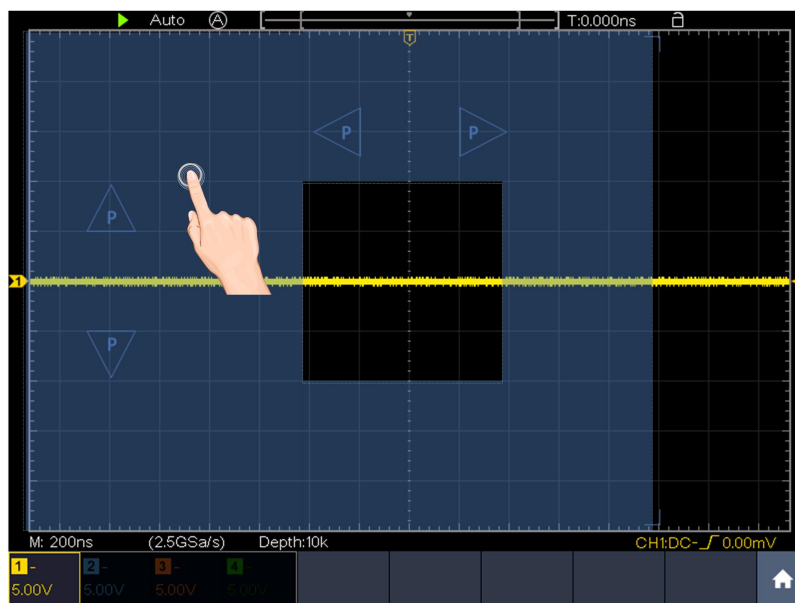 Auto A T:0.000ns
T
P P
P
1
P
M: 200ns (2.5GSa/s) Depth:10k CH1:DC- 0.00mV
1 - 2 - 3 - 4 -
5.00V 5.00V 5.00V 5.00V